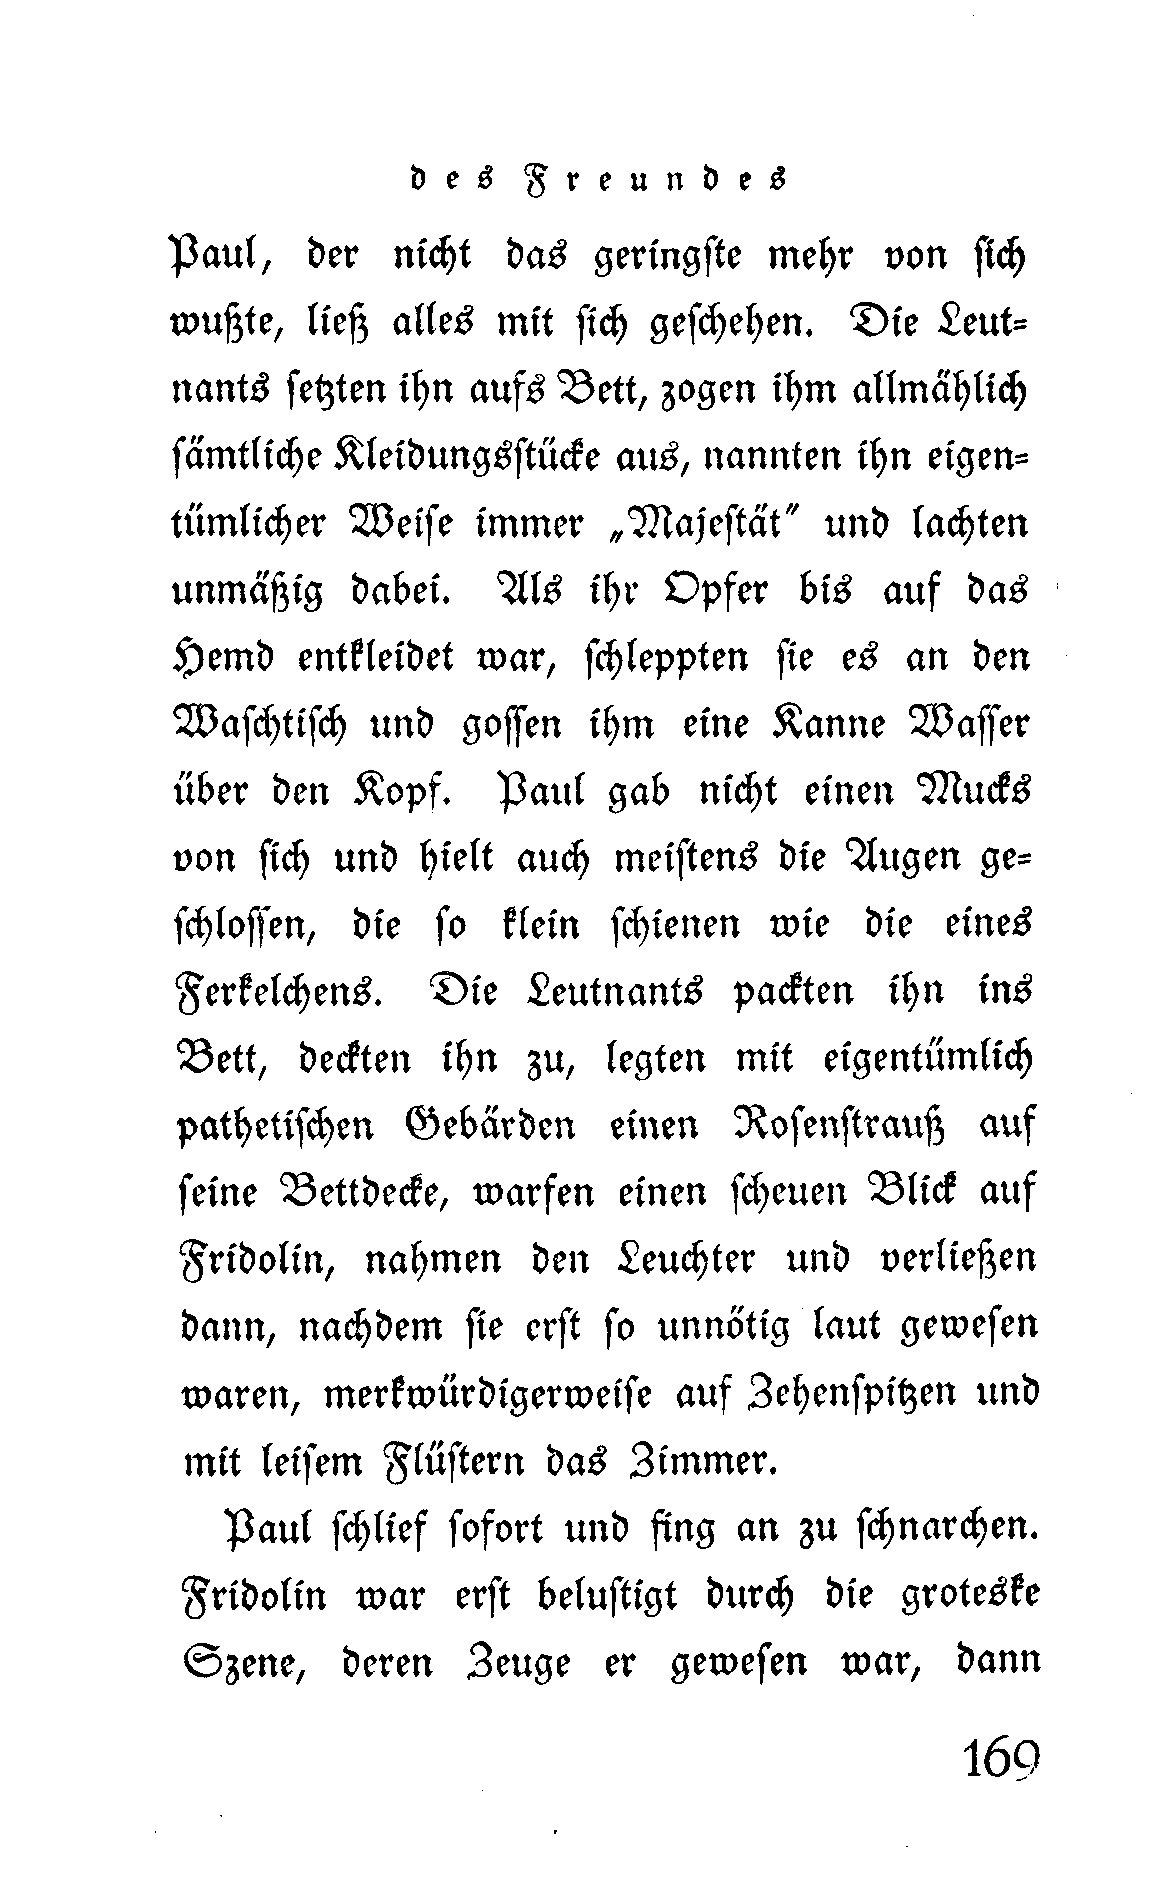 des Freundes
Paul, der nicht das geringſte mehr von ſich
wußte, ließ alles mit ſich geſchehen. Die Leut⸗
nants ſetzten ihn aufs Bett, zogen ihm allmählich
ſämtliche Kleidungsſtücke aus, nannten ihn eigen⸗
tümlicher Weiſe immer „Majeſtät“ und lachten
unmäßig dabei. Als ihr Opfer bis auf das
Hemd entkleidet war, ſchleppten ſie es an den
Waſchtiſch und goſſen ihm eine Kanne Waſſer
über den Kopf. Paul gab nicht einen Mucks
von ſich und hielt auch meiſtens die Augen ge⸗
ſchloſſen, die ſo klein ſchienen wie die eines
Ferkelchens. Die Leutnants packten ihn ins
Bett, deckten ihn zu, legten mit eigentümlich
pathetiſchen Gebärden einen Roſenſtrauß auf
ſeine Bettdecke, warfen einen ſcheuen Blick auf
Fridolin, nahmen den Leuchter und verließen
dann, nachdem ſie erſt ſo unnötig laut geweſen
waren, merkwürdigerweiſe auf Zehenſpitzen und
mit leiſem Flüſtern das Zimmer.
Paul ſchlief ſofort und fing an zu ſchnarchen.
Fridolin war erſt beluſtigt durch die groteske
Szene, deren Zeuge er geweſen war, dann
169